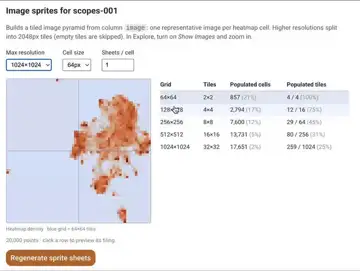 Image sprites for scopes-001
Builds a tiled image pyramid from column image: one representative image per heatmap cell. Higher resolutions split
into 2048px tiles (empty tiles are skipped). In Explore, turn on Show images and zoom in.
Max resolution Cell size Sheets / cell
1024×1024 64px 1
Grid Tiles Populated cells Populated tiles
64×64 2×2 857 (21%) 4 / 4 (100%)
128×128 4×4 2,794 (17%) 12 / 16 (75%)
256×256 8×8 7,600 (12%) 29 / 64 (45%)
512×512 16×16 13,731 (5%) 80 / 256 (31%)
1024×1024 32×32 17,651 (2%) 259 / 1024 (25%)
Heatmap density · blue grid = 64×64 tiles
20,000 points · click a row to preview its tiling.
Regenerate sprite sheets